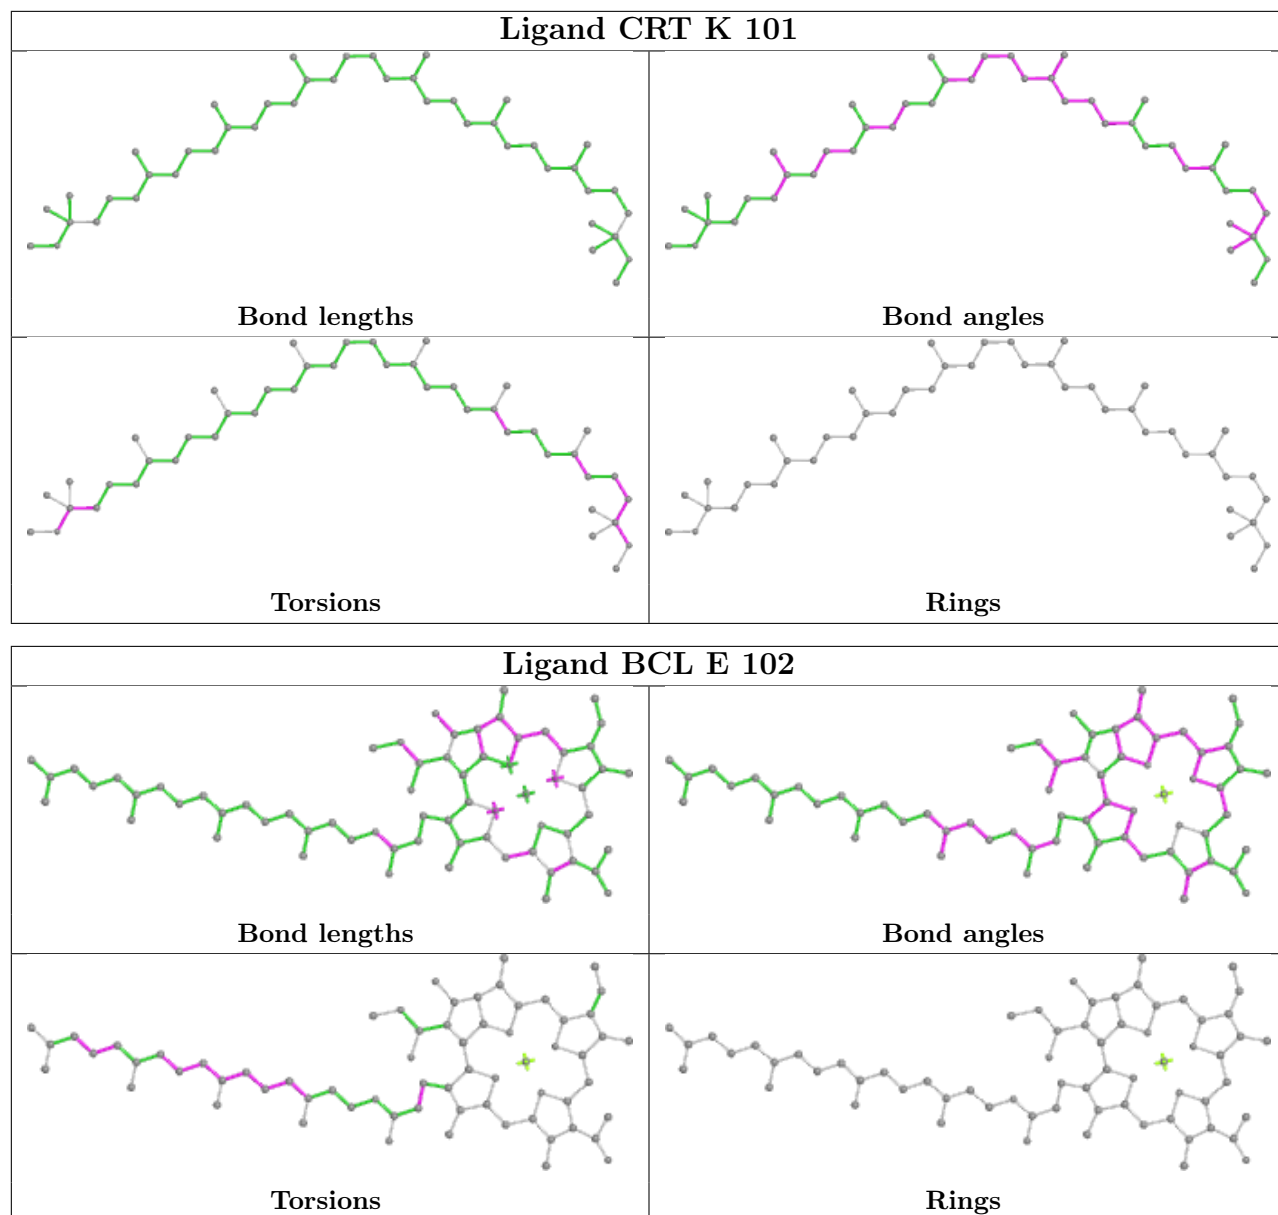 Ligand CRT K 101
Bond lengths
Bond angles
Torsions
Rings
Ligand BCL E 102
Bond lengths
Bond angles
Torsions
Rings